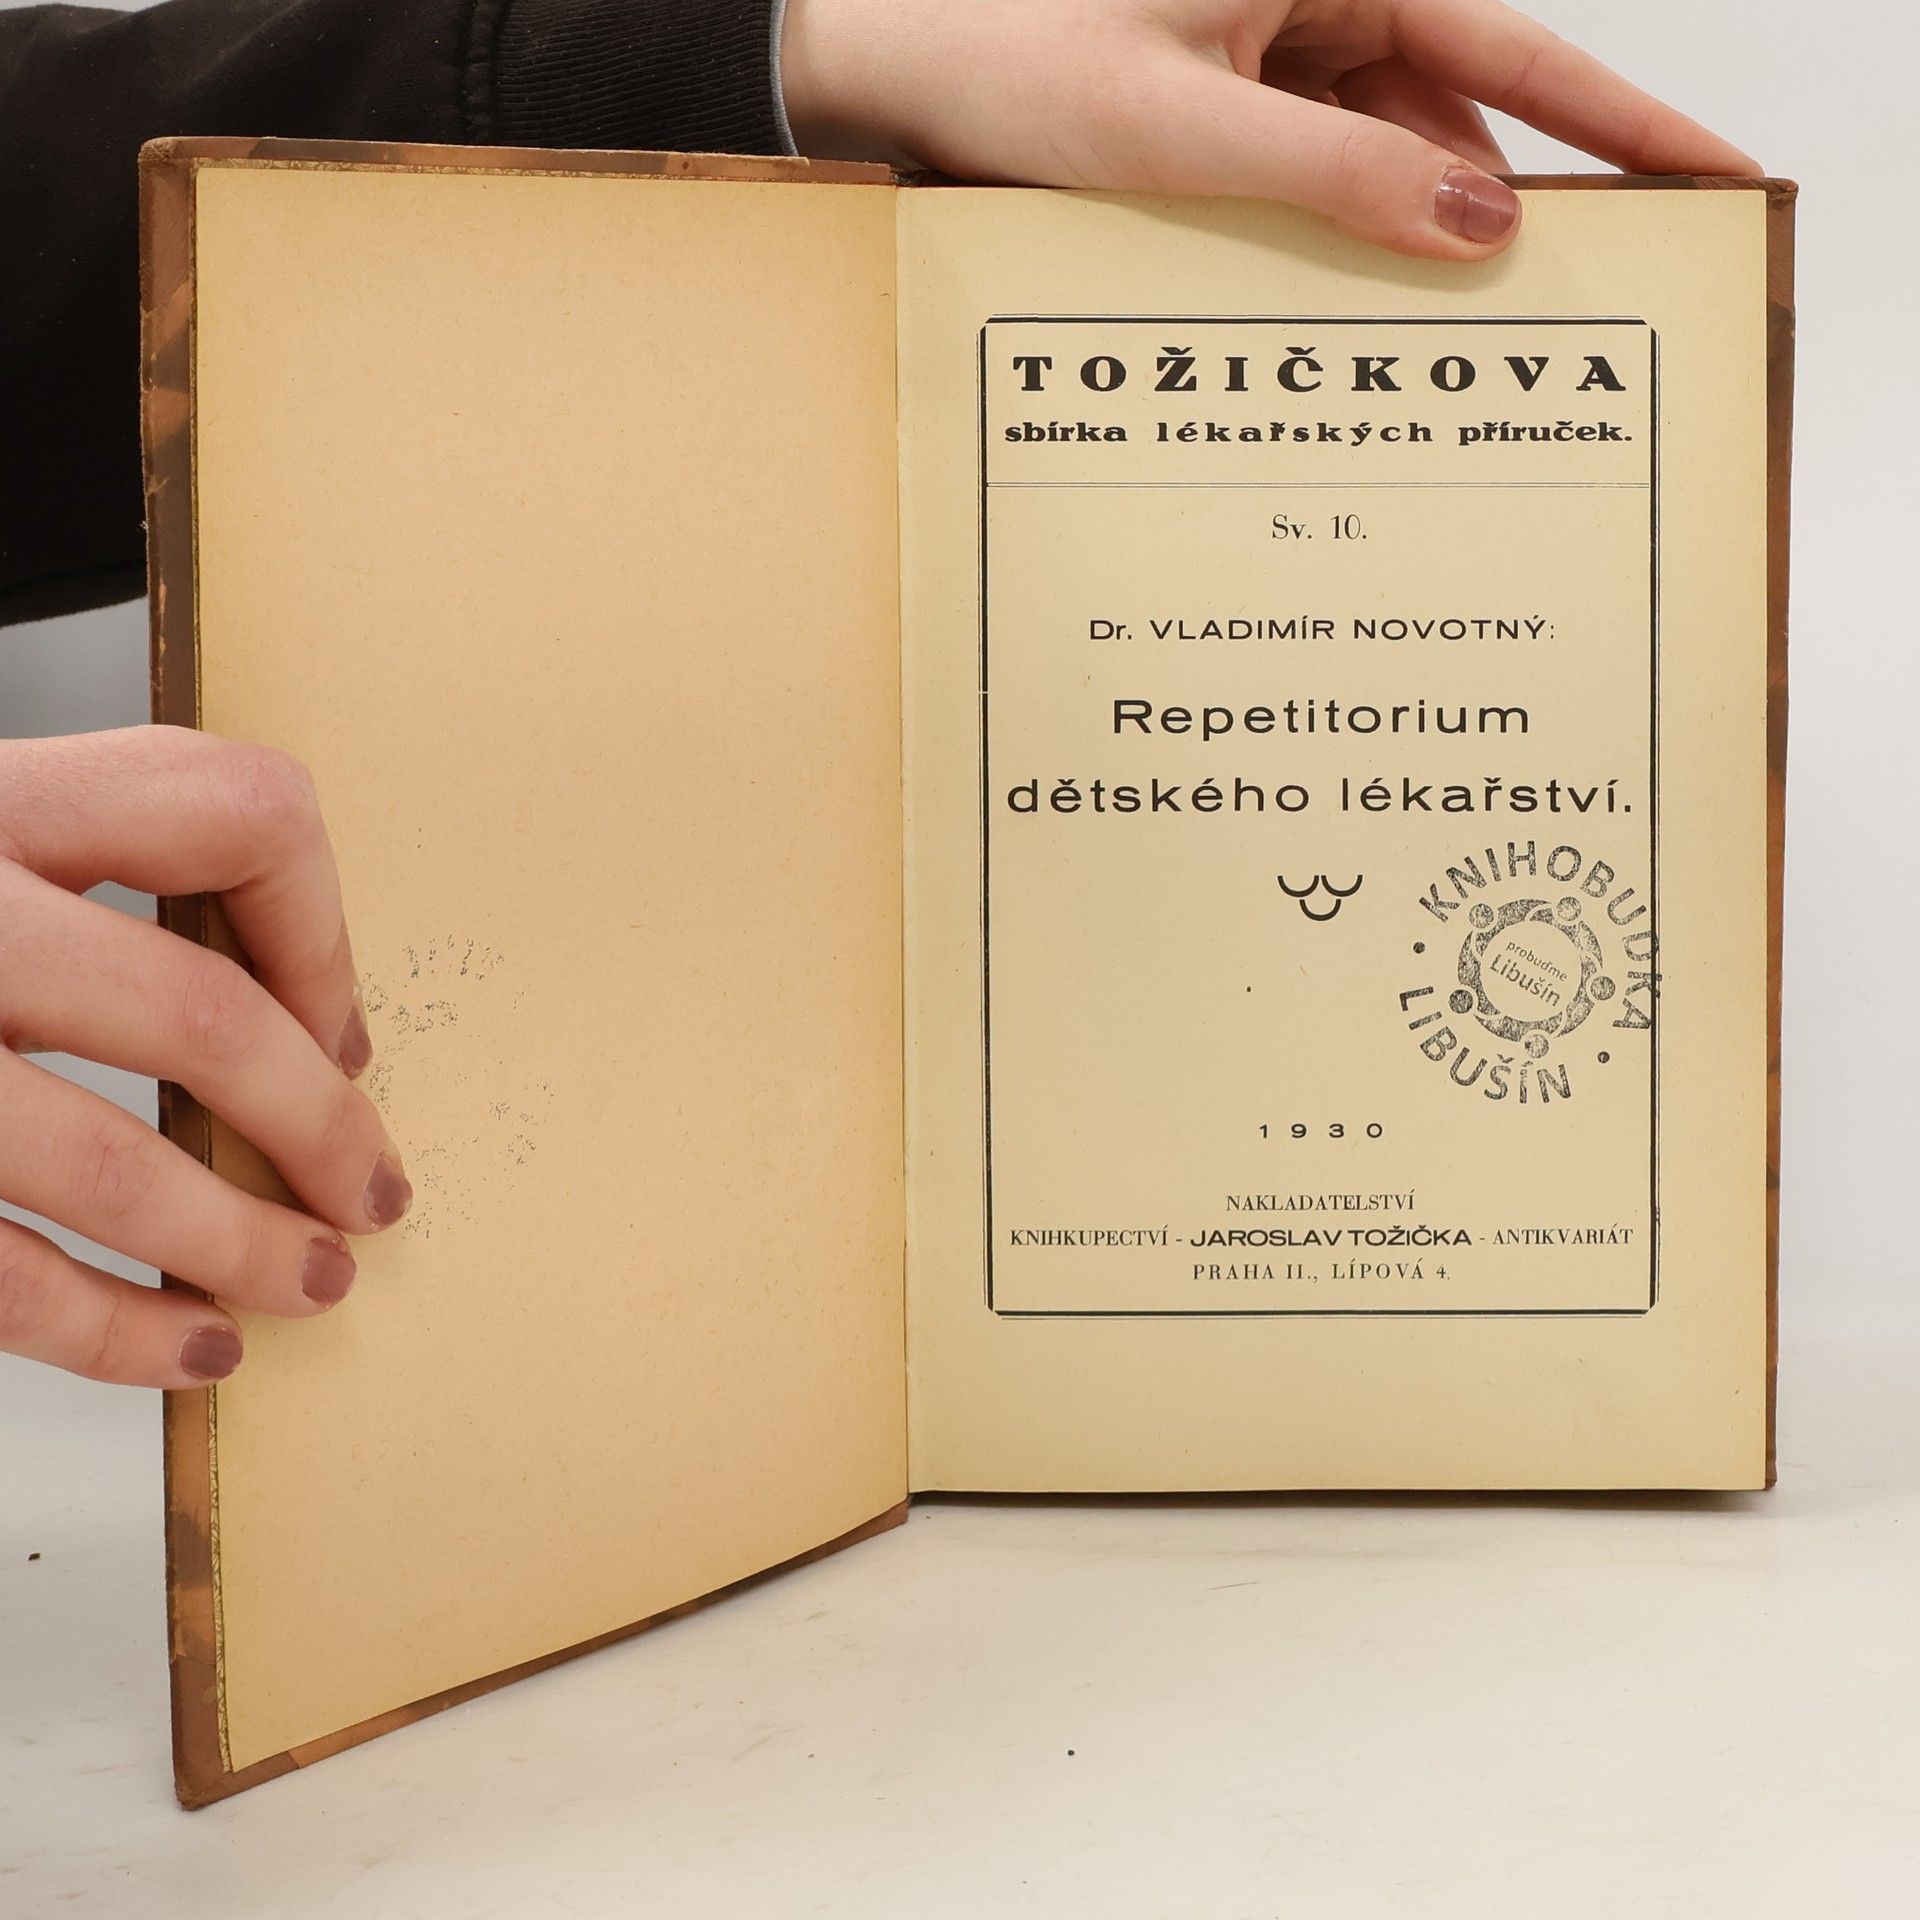 TOŽIČKOVA
sbírka lékařských příruček.
Sv. 10.
Dr. VLADIMÍR NOVOTNÝ:
Repetitorium
dětského lékařství.
KNIHOBUDKA
probuďme
Libušín
LIBUŠÍN
1930
NAKLADATELSTVÍ
KNIHKUPECTVÍ - JAROSLAV TOŽIČKA - ANTIKVARIÁT
PRAHA II., LÍPOVÁ 4.